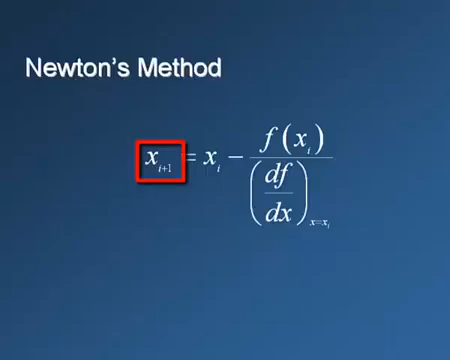 Newton's Method
x_{i+1} = x_i − f(x_i) / (df/dx)_{x=x_i}